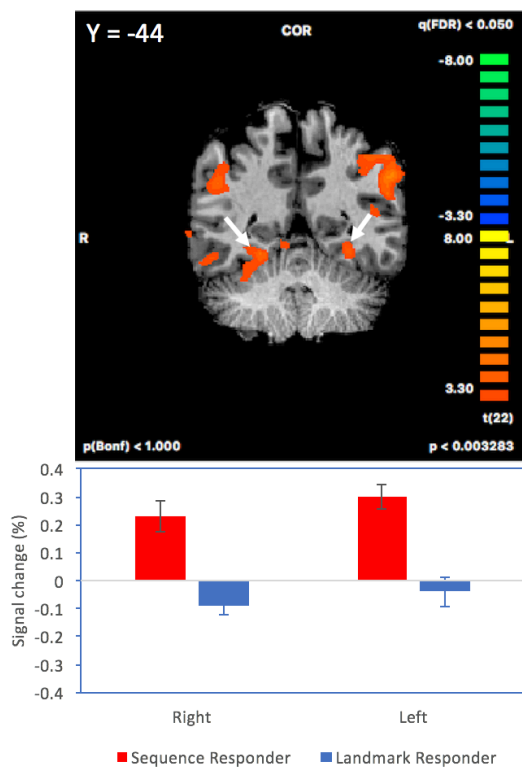 Y = -44
COR
q(FDR) < 0.050
-8.00
-3.30
R
8.00
L
3.30
t(22)
p(Bonf) < 1.000
p < 0.003283
0.4
0.3
0.2
0.1
0
-0.1
-0.2
-0.3
-0.4
Signal change (%)
Right Left
Sequence Responder Landmark Responder